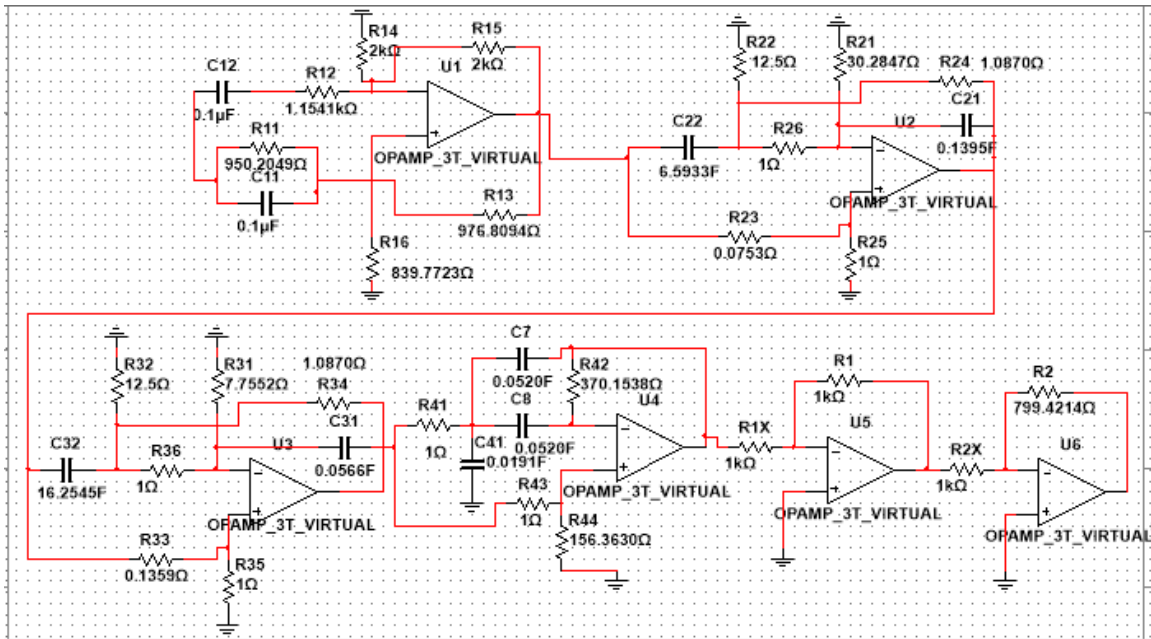 R14
2kΩ
R15
2kΩ
U1
C12
0.1µF
R12
1.1541kΩ
R11
950.2049Ω
C11
0.1µF
OPAMP_3T_VIRTUAL
R13
976.8094Ω
R16
839.7723Ω
R22
12.5Ω
R21
30.2847Ω
R24
1.0870Ω
C21
0.1395F
U2
C22
6.5933F
R26
1Ω
OPAMP_3T_VIRTUAL
R23
0.0753Ω
R25
1Ω
R32
12.5Ω
R31
7.7552Ω
1.0870Ω
R34
C31
0.0566F
U3
C32
16.2545F
R36
1Ω
OPAMP_3T_VIRTUAL
R33
0.1359Ω
R35
1Ω
C7
0.0520F
R42
370.1538Ω
U4
C8
0.0520F
R41
1Ω
C41
0.0191F
R43
1Ω
OPAMP_3T_VIRTUAL
R44
156.3630Ω
R1
1kΩ
U5
R1X
1kΩ
OPAMP_3T_VIRTUAL
R2
799.4214Ω
U6
R2X
1kΩ
OPAMP_3T_VIRTUAL